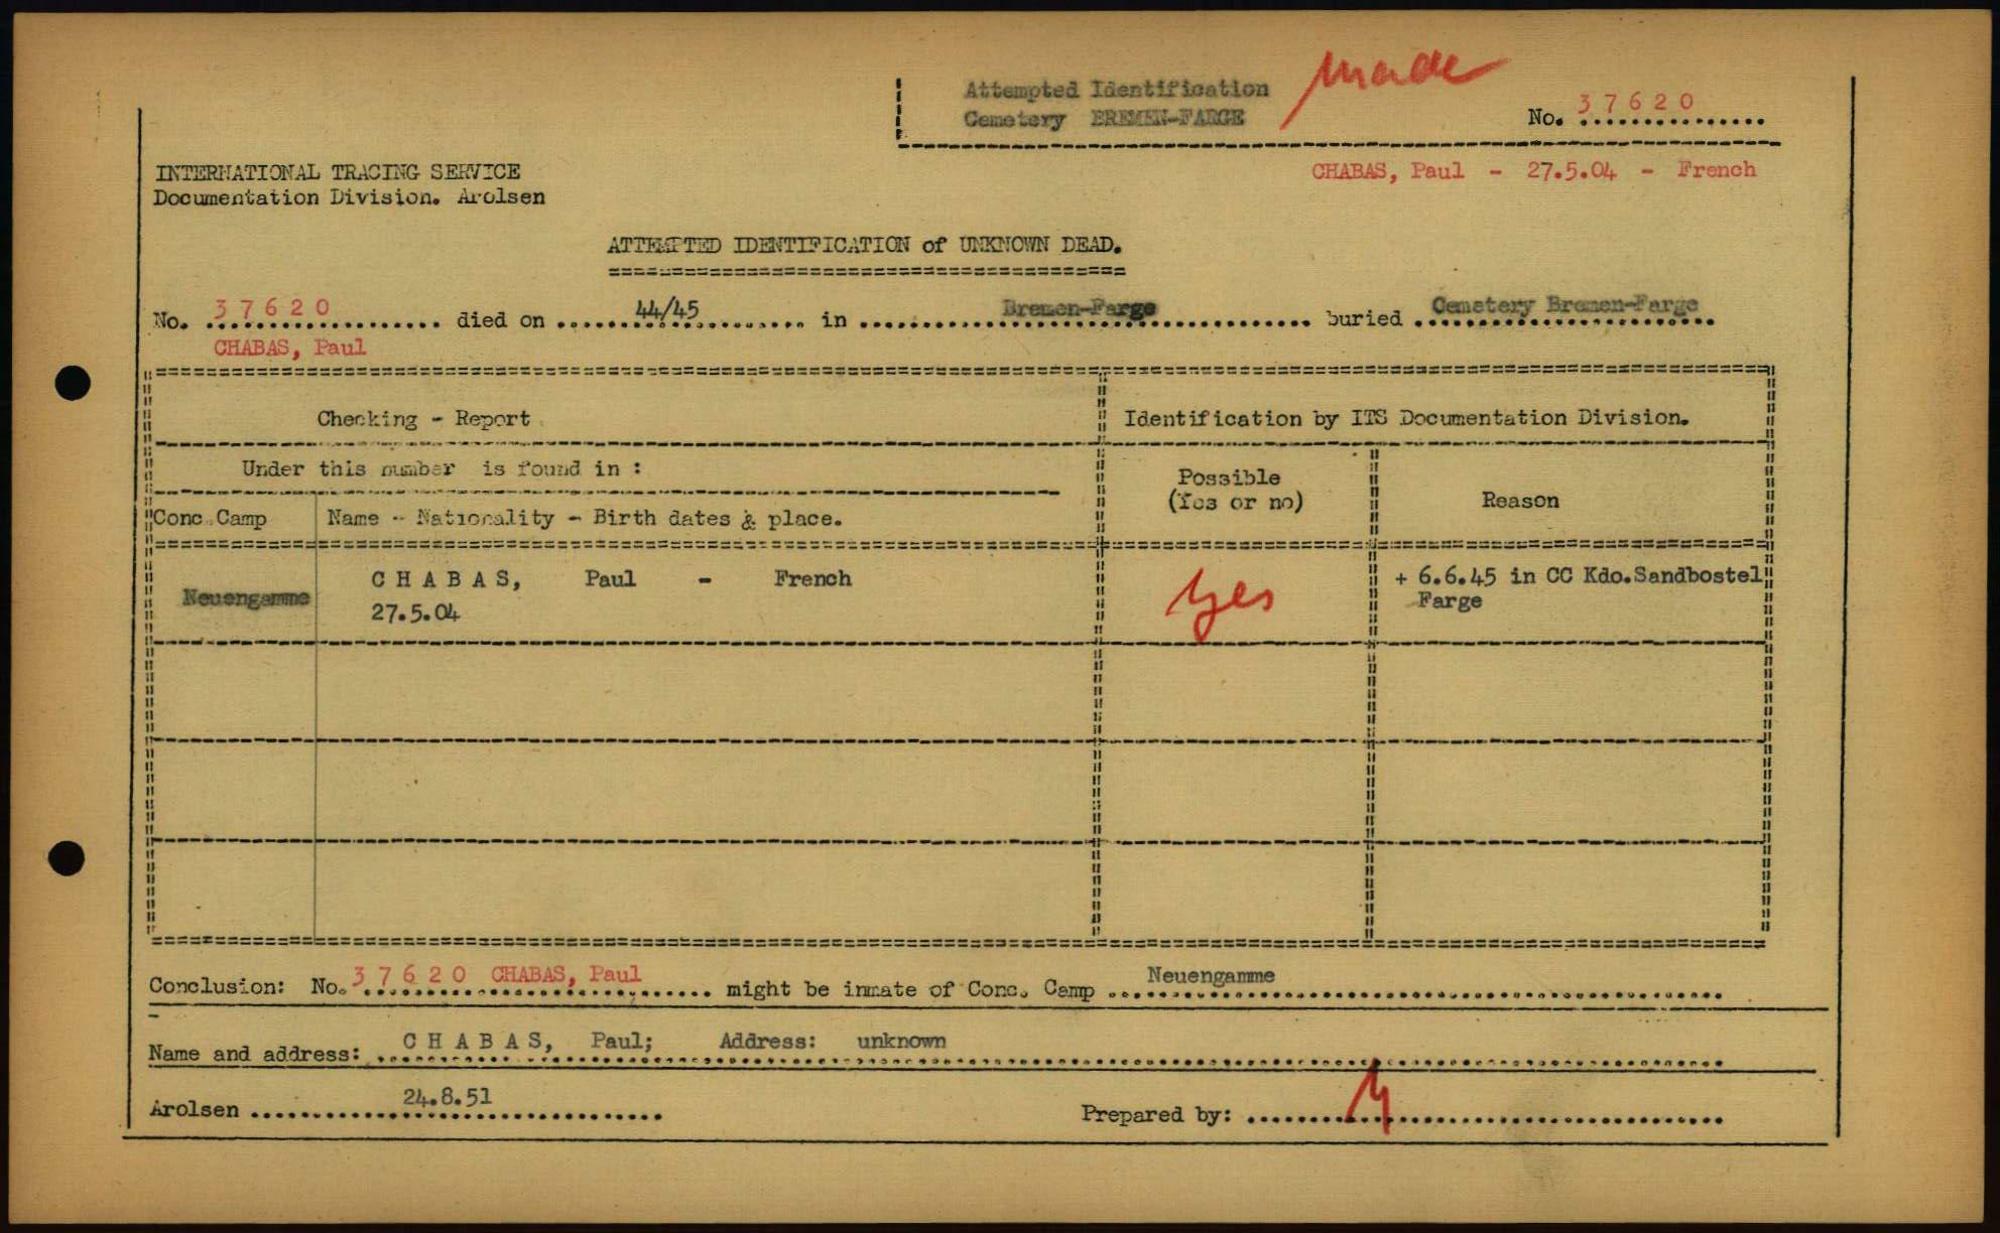 Attempted Identification made
Cemetery BREMEN-FARGE
No. 37620
INTERNATIONAL TRACING SERVICE
Documentation Division. Arolsen
CHABAS, Paul - 27.5.04 - French
ATTEMPTED IDENTIFICATION of UNKNOWN DEAD.
No. 37620 died on 44/45 in Bremen-Farge buried Cemetery Bremen-Farge
CHABAS, Paul
Checking - Report
Identification by ITS Documentation Division.
Under this number is found in :
Possible
(Yes or no)
Reason
Conc. Camp
Name - Nationality - Birth dates & place.
Neuengamme
CHABAS, Paul - French
27.5.04
yes
+ 6.6.45 in CC Kdo.Sandbostel
Farge
Conclusion: No. 37620 CHABAS, Paul might be inmate of Conc. Camp Neuengamme
Name and address: CHABAS, Paul; Address: unknown
Arolsen 24.8.51
Prepared by: